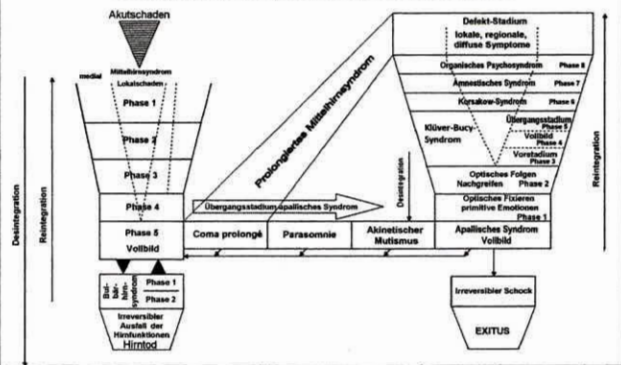 Akutschaden
medial
Mittelhirnsyndrom
Lokalschaden
Phase 1
Phase 2
Phase 3
Phase 4
Phase 5
Vollbild
Desintegration
Reintegration
Bul-
bär-
hirn-
syndrom
Phase 1
Phase 2
Irreversibler
Ausfall der
Hirnfunktionen
Hirntod
Prolongiertes Mittelhirnsyndrom
Übergangsstadium apallisches Syndrom
Coma prolongé
Parasomnie
Akinetischer
Mutismus
Desintegration
Defekt-Stadium
lokale, regionale,
diffuse Symptome
Organisches Psychosyndrom Phase 8
Amnestisches Syndrom Phase 7
Korsakow-Syndrom Phase 6
Klüver-Bucy-
Syndrom
Übergangsstadium
Phase 5
Vollbild
Phase 4
Vorstadium
Phase 3
Optisches Folgen
Nachgreifen Phase 2
Optisches Fixieren
primitive Emotionen
Phase 1
Apallisches Syndrom
Vollbild
Reintegration
Irreversibler Schock
EXITUS